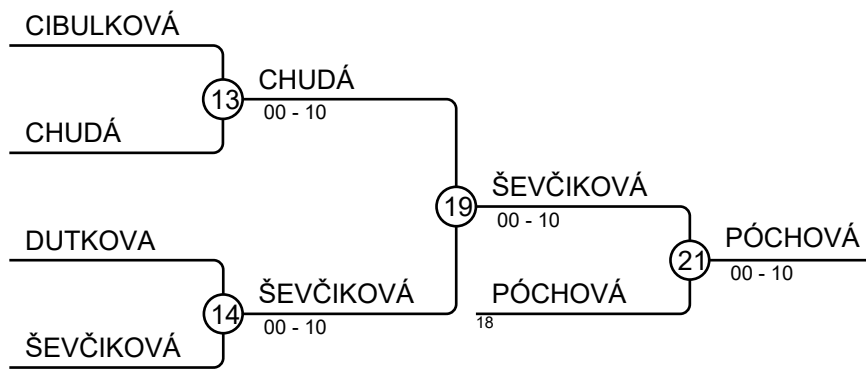 CIBULKOVÁ
13
CHUDÁ
00 - 10
CHUDÁ
19
ŠEVČIKOVÁ
00 - 10
DUTKOVA
14
ŠEVČIKOVÁ
00 - 10
ŠEVČIKOVÁ
PÓCHOVÁ
18
21
PÓCHOVÁ
00 - 10